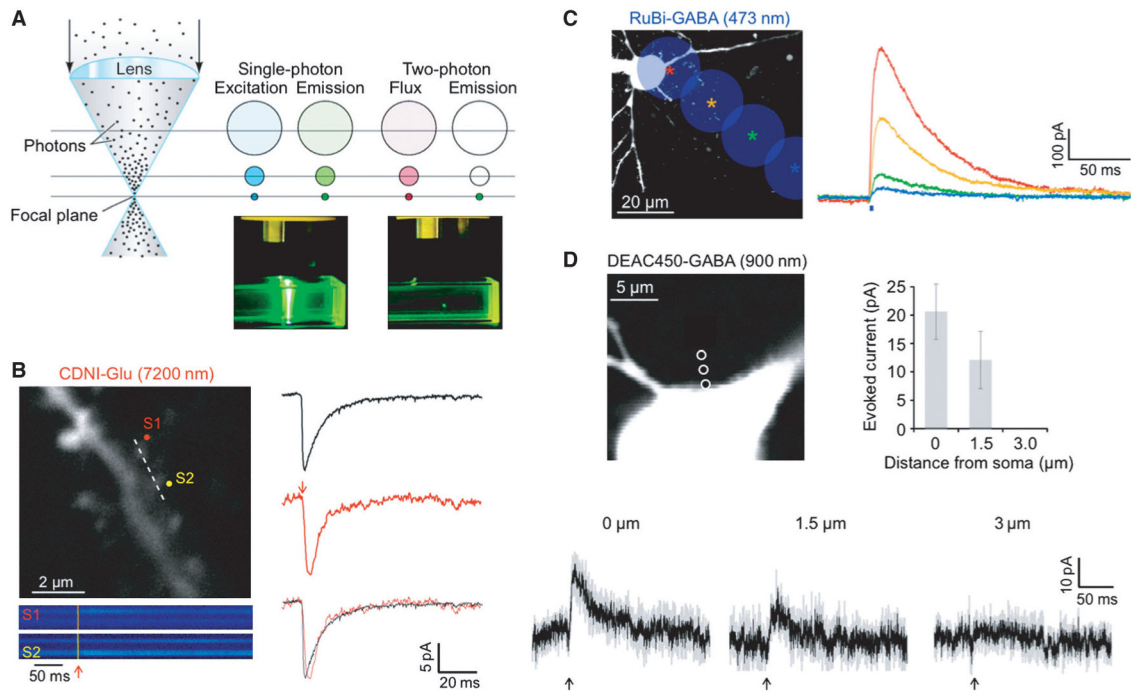 A
Lens
Photons
Focal plane
Single-photon
Excitation Emission
Two-photon
Flux Emission
B
CDNI-Glu (7200 nm)
S1
S2
2 µm
S1
S2
50 ms
5 pA
20 ms
C
RuBi-GABA (473 nm)
*
*
*
*
20 µm
100 pA
50 ms
D
DEAC450-GABA (900 nm)
5 µm
Evoked current (pA)
25
20
15
10
5
0
0 1.5 3.0
Distance from soma (µm)
0 µm
1.5 µm
3 µm
10 pA
50 ms